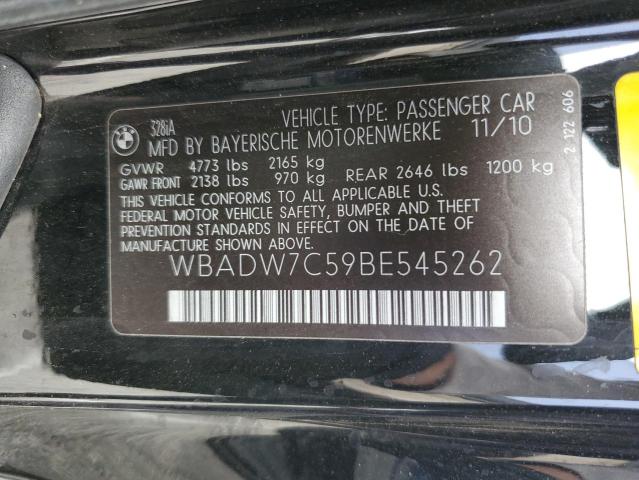 BMW
328iA
VEHICLE TYPE: PASSENGER CAR
MFD BY BAYERISCHE MOTORENWERKE 11/10
GVWR 4773 lbs 2165 kg
GAWR FRONT 2138 lbs 970 kg REAR 2646 lbs 1200 kg
THIS VEHICLE CONFORMS TO ALL APPLICABLE U.S.
FEDERAL MOTOR VEHICLE SAFETY, BUMPER AND THEFT
PREVENTION STANDARDS IN EFFECT ON THE DATE OF
MANUFACTURE SHOWN ABOVE.
WBADW7C59BE545262
2 122 606